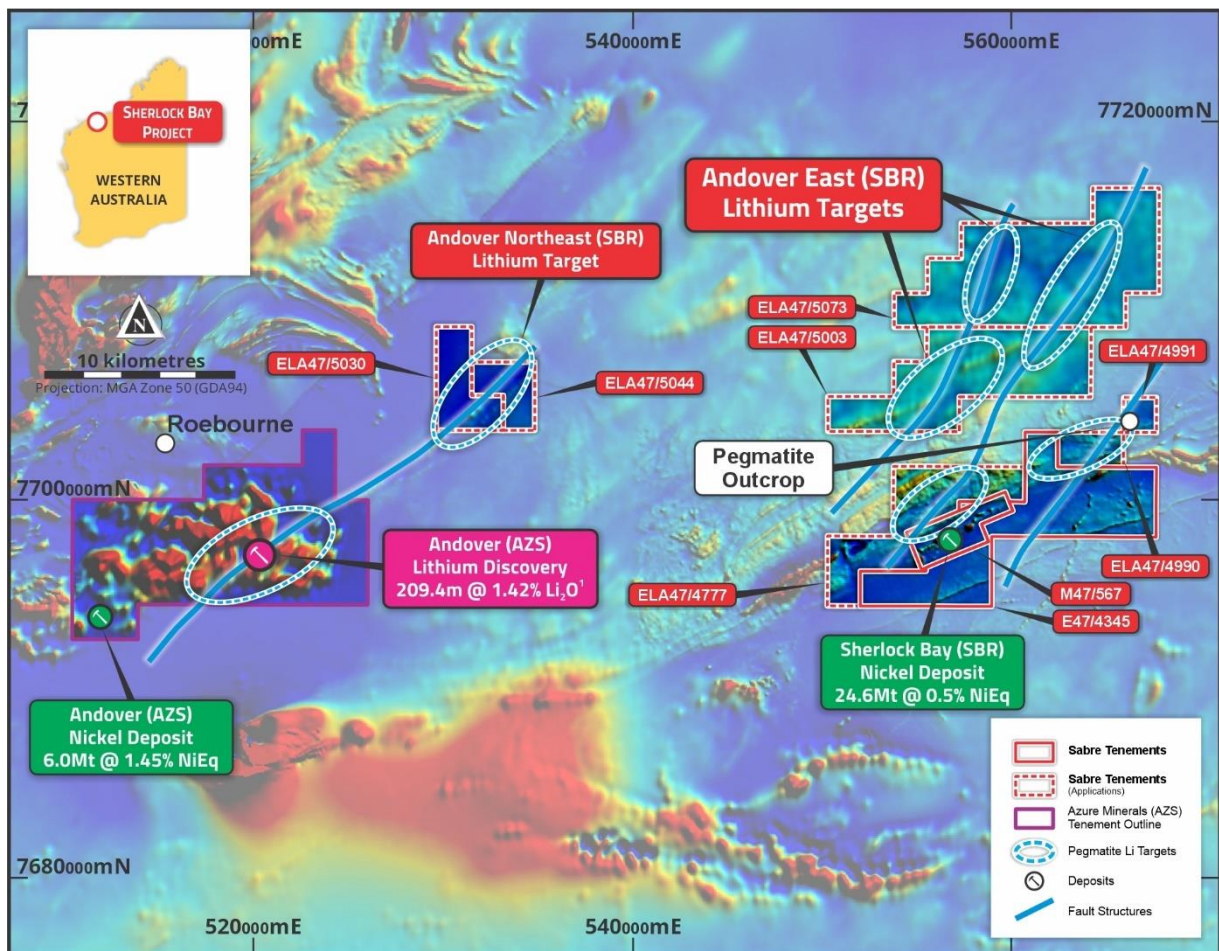 000mE
540000mE
560000mE
SHERLOCK BAY
PROJECT
WESTERN
AUSTRALIA
7
7720000mN
Andover East (SBR)
Lithium Targets
Andover Northeast (SBR)
Lithium Target
N
10 kilometres
Projection: MGA Zone 50 (GDA94)
ELA47/5030
ELA47/5044
ELA47/5073
ELA47/5003
ELA47/4991
Roebourne
Pegmatite
Outcrop
7700000mN
Andover (AZS)
Lithium Discovery
209.4m @ 1.42% Li₂O¹
ELA47/4777
ELA47/4990
M47/567
E47/4345
Andover (AZS)
Nickel Deposit
6.0Mt @ 1.45% NiEq
Sherlock Bay (SBR)
Nickel Deposit
24.6Mt @ 0.5% NiEq
7680000mN
520000mE
540000mE
Sabre Tenements
Sabre Tenements
(Applications)
Azure Minerals (AZS)
Tenement Outline
Pegmatite Li Targets
Deposits
Fault Structures